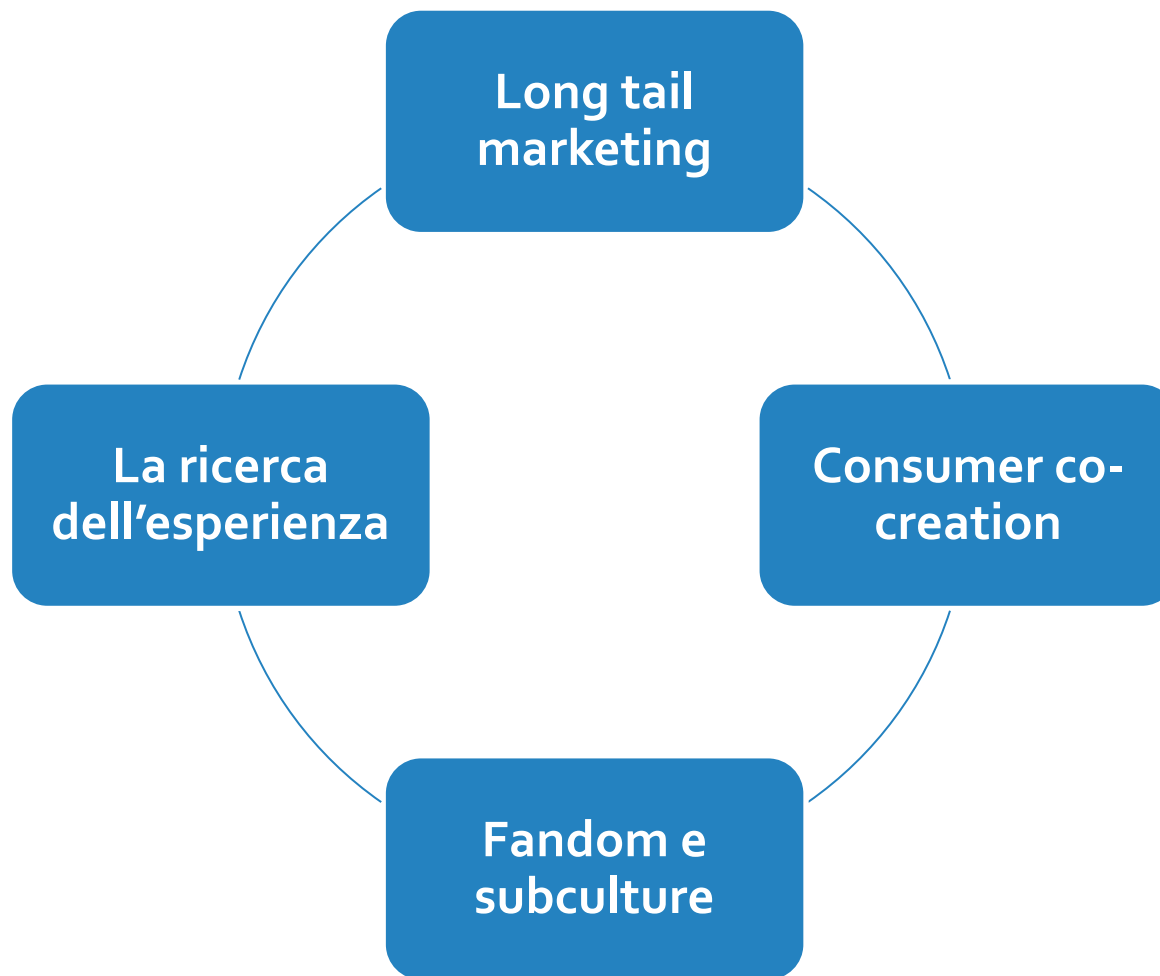 Long tail
marketing
La ricerca
dell’esperienza
Consumer co-
creation
Fandom e
subculture